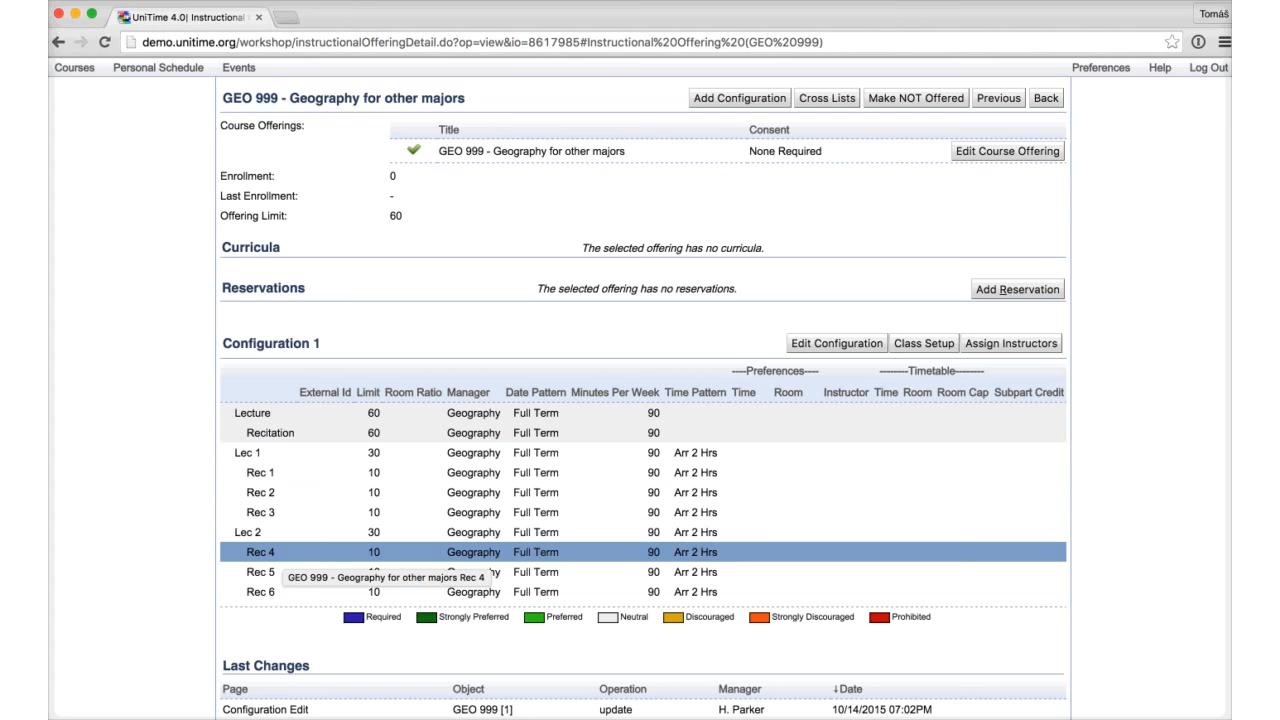 UniTime 4.0| Instructional
Tomáš
demo.unitime.org/workshop/instructionalOfferingDetail.do?op=view&io=8617985#Instructional%20Offering%20(GEO%20999)
Courses Personal Schedule Events Preferences Help Log Out
GEO 999 - Geography for other majors Add Configuration Cross Lists Make NOT Offered Previous Back
Course Offerings: Title Consent
GEO 999 - Geography for other majors None Required Edit Course Offering
Enrollment: 0
Last Enrollment: -
Offering Limit: 60
Curricula The selected offering has no curricula.
Reservations The selected offering has no reservations. Add Reservation
Configuration 1 Edit Configuration Class Setup Assign Instructors
----Preferences---- --------Timetable--------
External Id Limit Room Ratio Manager Date Pattern Minutes Per Week Time Pattern Time Room Instructor Time Room Room Cap Subpart Credit
Lecture 60 Geography Full Term 90
Recitation 60 Geography Full Term 90
Lec 1 30 Geography Full Term 90 Arr 2 Hrs
Rec 1 10 Geography Full Term 90 Arr 2 Hrs
Rec 2 10 Geography Full Term 90 Arr 2 Hrs
Rec 3 10 Geography Full Term 90 Arr 2 Hrs
Lec 2 30 Geography Full Term 90 Arr 2 Hrs
Rec 4 10 Geography Full Term 90 Arr 2 Hrs
Rec 5 Full Term 90 Arr 2 Hrs
GEO 999 - Geography for other majors Rec 4
Rec 6 10 Geography Full Term 90 Arr 2 Hrs
Required Strongly Preferred Preferred Neutral Discouraged Strongly Discouraged Prohibited
Last Changes
Page Object Operation Manager ↓Date
Configuration Edit GEO 999 [1] update H. Parker 10/14/2015 07:02PM